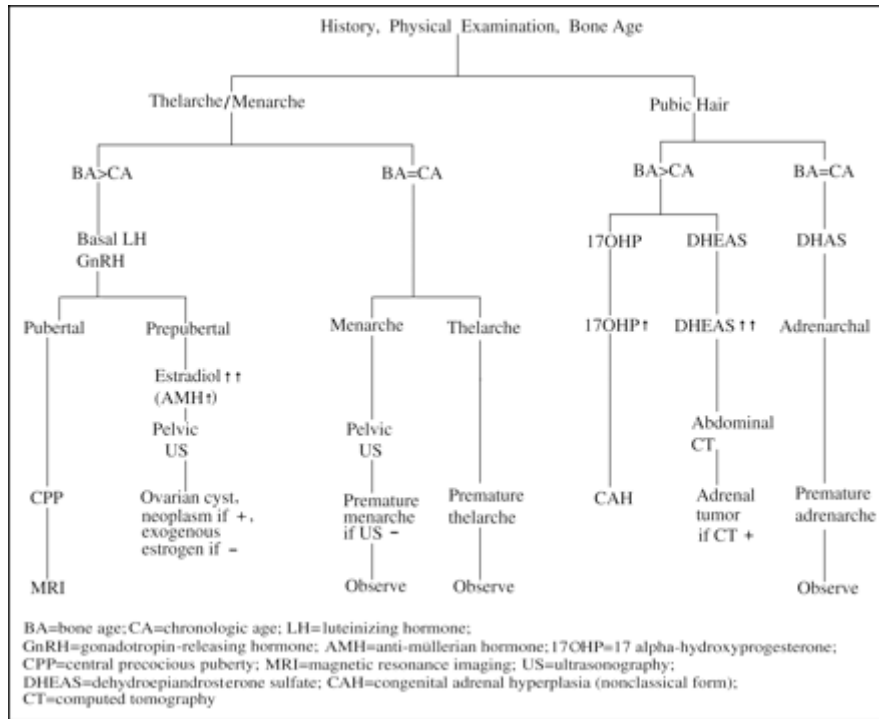 History, Physical Examination, Bone Age
Thelarche/Menarche
Pubic Hair
BA>CA
BA=CA
BA>CA
BA=CA
Basal LH
GnRH
17OHP
DHEAS
DHAS
Pubertal
Prepubertal
Menarche
Thelarche
17OHP↑
DHEAS↑↑
Adrenarchal
Estradiol↑↑
(AMH↑)
Pelvic
US
Pelvic
US
Abdominal
CT
CPP
Ovarian cyst,
neoplasm if +,
exogenous
estrogen if –
Premature
menarche
if US –
Premature
thelarche
CAH
Adrenal
tumor
if CT +
Premature
adrenarche
MRI
Observe
Observe
Observe
BA=bone age; CA=chronologic age; LH=luteinizing hormone;
GnRH=gonadotropin-releasing hormone; AMH=anti-müllerian hormone; 17OHP=17 alpha-hydroxyprogesterone;
CPP=central precocious puberty; MRI=magnetic resonance imaging; US=ultrasonography;
DHEAS=dehydroepiandrosterone sulfate; CAH=congenital adrenal hyperplasia (nonclassical form);
CT=computed tomography